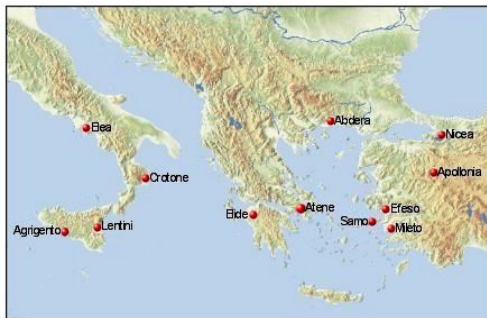 Abdera
Elea
Nicea
Apollonia
Crotone
Atene
Elide
Efeso
Samo
Lentini
Agrigento
Mileto